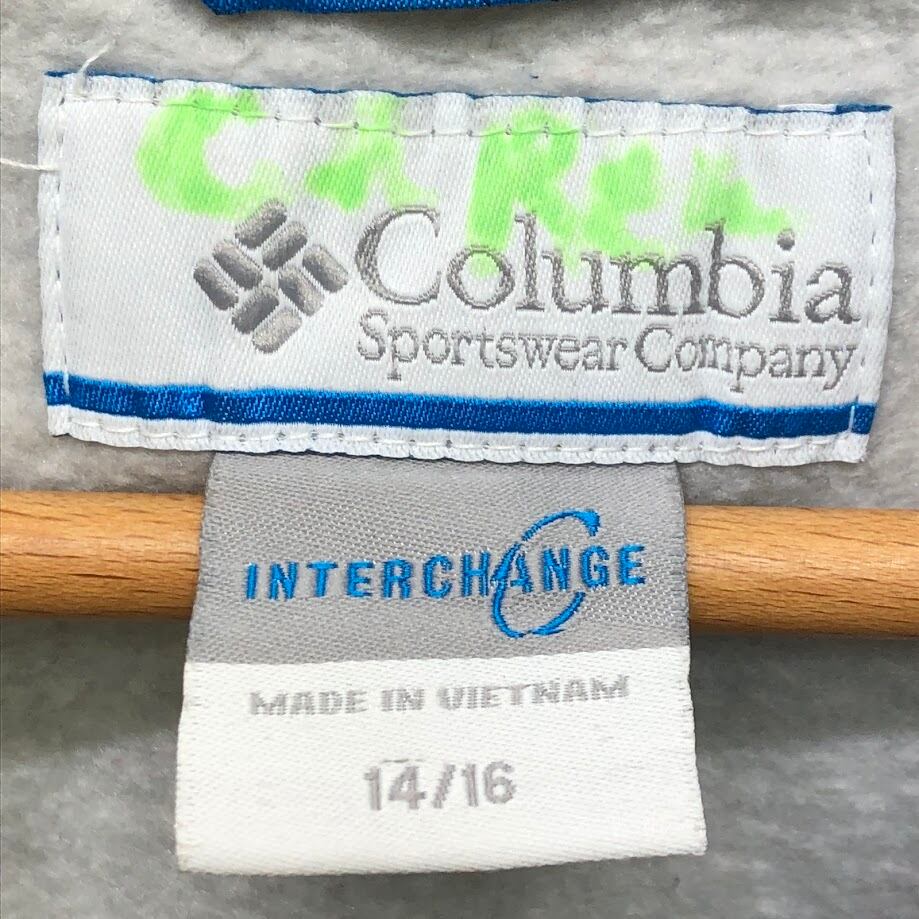 Columbia
Sportswear Company
INTERCHANGE
MADE IN VIETNAM
14/16